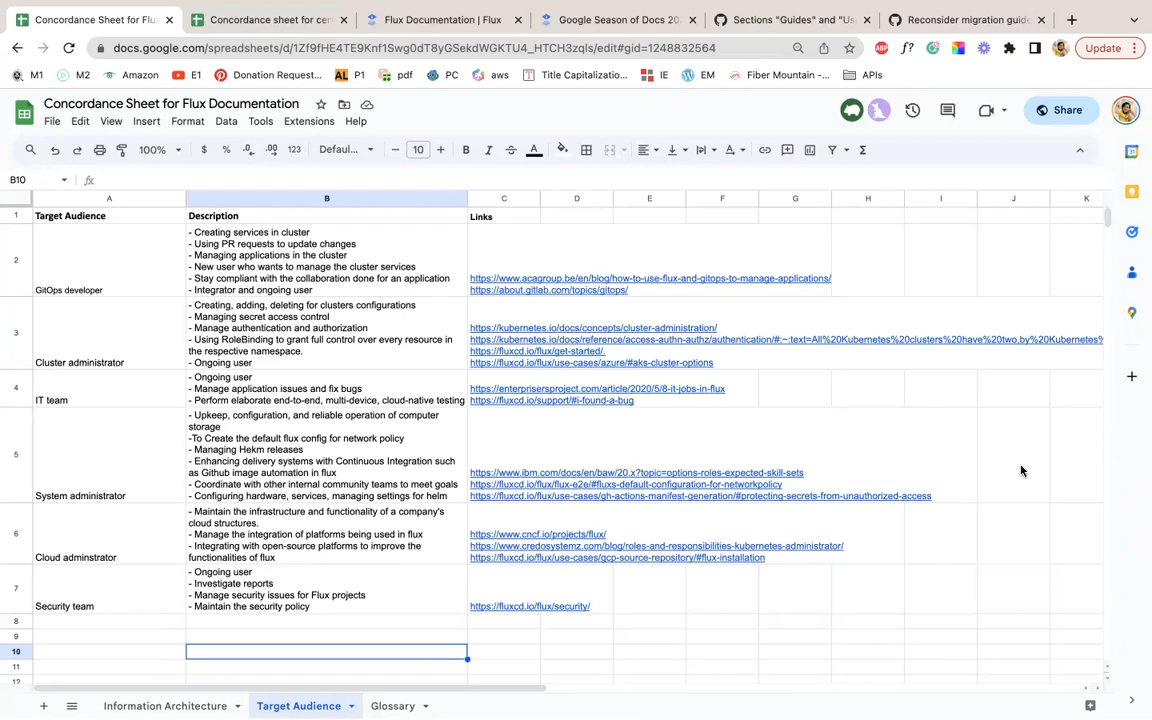 Concordance Sheet for Flux
Concordance sheet for cer
Flux Documentation | Flux
Google Season of Docs 202
Sections "Guides" and "Use
Reconsider migration guide
docs.google.com/spreadsheets/d/1Zf9fHE4TE9Knf1Swg0dT8yGSekdWGKTU4_HTCH3zqIs/edit#gid=1248832564
Update
M1
M2
Amazon
E1
Donation Request...
AL P1
pdf
PC
aws
Title Capitalizatio...
IE
EM
Fiber Mountain -...
APIs
Concordance Sheet for Flux Documentation
File Edit View Insert Format Data Tools Extensions Help
Share
100% $ % .0 .00 123 Defaul... 10 B I S A
B10 fx
A B C D E F G H I J K
1 Target Audience Description Links
2
GitOps developer
- Creating services in cluster
- Using PR requests to update changes
- Managing applications in the cluster
- New user who wants to manage the cluster services
- Stay compliant with the collaboration done for an application
- Integrator and ongoing user
https://www.acagroup.be/en/blog/how-to-use-flux-and-gitops-to-manage-applications/
https://about.gitlab.com/topics/gitops/
3
Cluster administrator
- Creating, adding, deleting for clusters configurations
- Managing secret access control
- Manage authentication and authorization
- Using RoleBinding to grant full control over every resource in
the respective namespace.
- Ongoing user
https://kubernetes.io/docs/concepts/cluster-administration/
https://kubernetes.io/docs/reference/access-authn-authz/authentication/#:~:text=All%20Kubernetes%20clusters%20have%20two,by%20Kubernetes%
https://fluxcd.io/flux/get-started/.
https://fluxcd.io/flux/use-cases/azure/#aks-cluster-options
4
IT team
- Ongoing user
- Manage application issues and fix bugs
- Perform elaborate end-to-end, multi-device, cloud-native testing
https://enterprisersproject.com/article/2020/5/8-it-jobs-in-flux
https://fluxcd.io/support/#i-found-a-bug
5
System administrator
- Upkeep, configuration, and reliable operation of computer
storage
-To Create the default flux config for network policy
- Managing Hekm releases
- Enhancing delivery systems with Continuous Integration such
as Github image automation in flux
- Coordinate with other internal community teams to meet goals
- Configuring hardware, services, managing settings for helm
https://www.ibm.com/docs/en/baw/20.x?topic=options-roles-expected-skill-sets
https://fluxcd.io/flux/flux-e2e/#fluxs-default-configuration-for-networkpolicy
https://fluxcd.io/flux/use-cases/gh-actions-manifest-generation/#protecting-secrets-from-unauthorized-access
6
Cloud adminstrator
- Maintain the infrastructure and functionality of a company's
cloud structures.
- Manage the integration of platforms being used in flux
- Integrating with open-source platforms to improve the
functionalities of flux
https://www.cncf.io/projects/flux/
https://www.credosystemz.com/blog/roles-and-responsibilities-kubernetes-administrator/
https://fluxcd.io/flux/use-cases/gcp-source-repository/#flux-installation
7
Security team
- Ongoing user
- Investigate reports
- Manage security issues for Flux projects
- Maintain the security policy
https://fluxcd.io/flux/security/
8
9
10
11
12
Information Architecture
Target Audience
Glossary